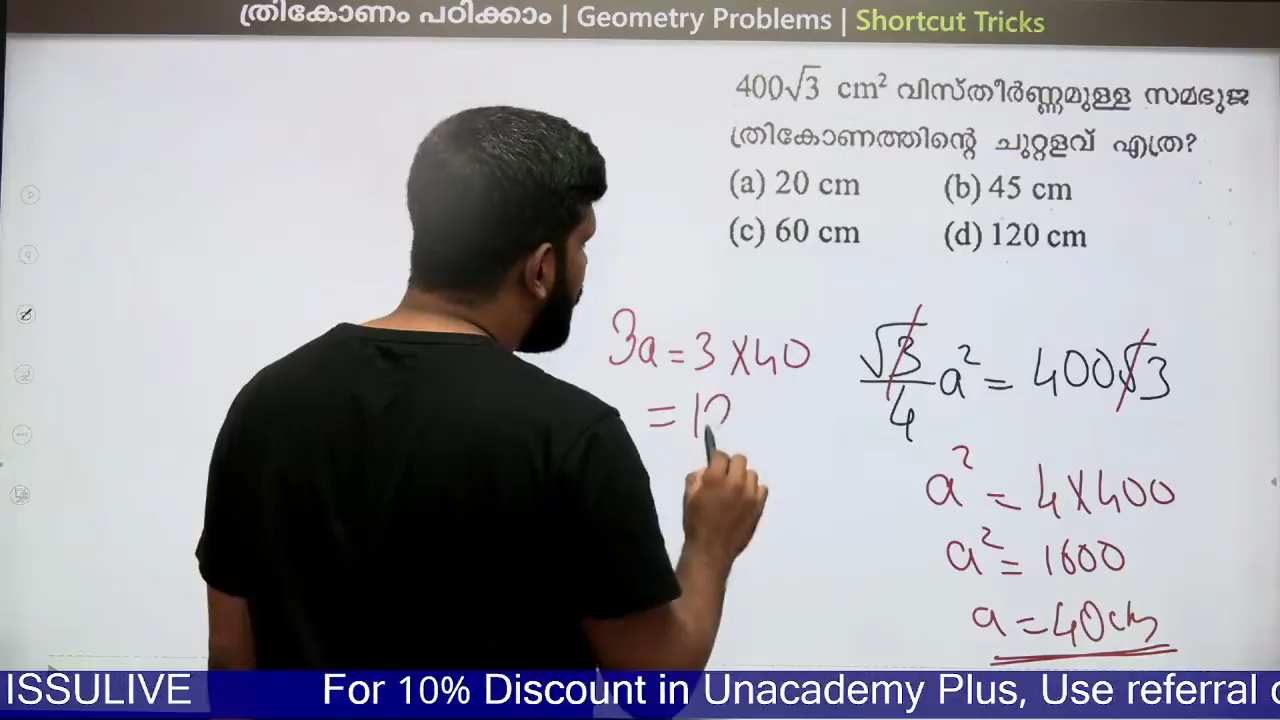 ത്രികോണം പഠിക്കാം | Geometry Problems | Shortcut Tricks
400√3 cm² വിസ്തീർണ്ണമുള്ള സമഭുജ
ത്രികോണത്തിന്റെ ചുറ്റളവ് എത്ര?
(a) 20 cm (b) 45 cm
(c) 60 cm (d) 120 cm
3a = 3 × 40
= 12
√3/4 a² = 400√3
a² = 4×400
a² = 1600
a = 40cm
ISSULIVE For 10% Discount in Unacademy Plus, Use referral